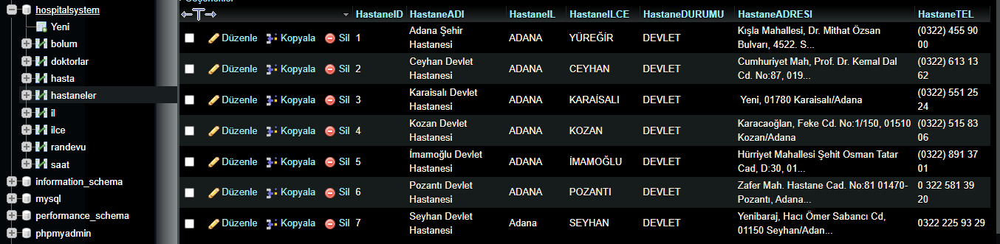 hospitalsystem
Yeni
bolum
doktorlar
hasta
hastaneler
il
ilce
randevu
saat
information_schema
mysql
performance_schema
phpmyadmin
HastaneID HastaneADI HastaneIL HastaneILCE HastaneDURUMU HastaneADRESI HastaneTEL
Düzenle Kopyala Sil 1 Adana Şehir Hastanesi ADANA YÜREĞİR DEVLET Kışla Mahallesi, Dr. Mithat Özsan Bulvarı, 4522. S... (0322) 455 90 00
Düzenle Kopyala Sil 2 Ceyhan Devlet Hastanesi ADANA CEYHAN DEVLET Cumhuriyet Mah, Prof. Dr. Kemal Dal Cd. No:87, 019... (0322) 613 13 62
Düzenle Kopyala Sil 3 Karaisalı Devlet Hastanesi ADANA KARAİSALI DEVLET Yeni, 01780 Karaisalı/Adana (0322) 551 25 24
Düzenle Kopyala Sil 4 Kozan Devlet Hastanesi ADANA KOZAN DEVLET Karacaoğlan, Feke Cd. No:1/150, 01510 Kozan/Adana (0322) 515 83 06
Düzenle Kopyala Sil 5 İmamoğlu Devlet Hastanesi ADANA İMAMOĞLU DEVLET Hürriyet Mahallesi Şehit Osman Tatar Cad, D:30, 01... (0322) 891 37 01
Düzenle Kopyala Sil 6 Pozantı Devlet Hastanesi ADANA POZANTI DEVLET Zafer Mah. Hastane Cad. No:81 01470-Pozantı, Adana... 0 322 581 39 20
Düzenle Kopyala Sil 7 Seyhan Devlet Hastanesi Adana SEYHAN DEVLET Yenibaraj, Hacı Ömer Sabancı Cd, 01150 Seyhan/Adan... 0322 225 93 29